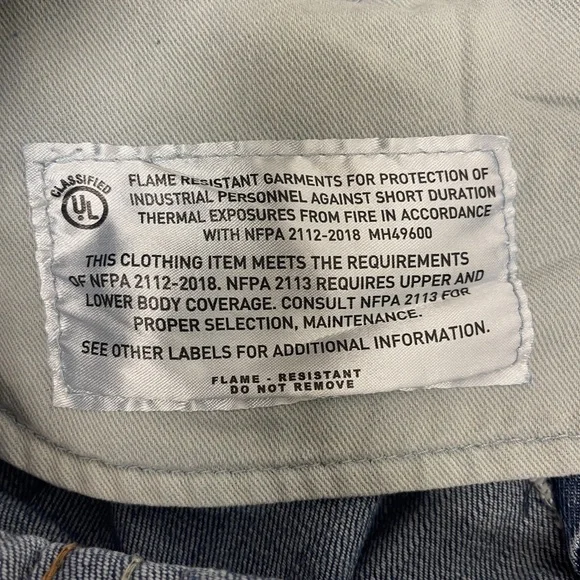 CLASSIFIED
UL
FLAME RESISTANT GARMENTS FOR PROTECTION OF
INDUSTRIAL PERSONNEL AGAINST SHORT DURATION
THERMAL EXPOSURES FROM FIRE IN ACCORDANCE
WITH NFPA 2112-2018 MH49600
THIS CLOTHING ITEM MEETS THE REQUIREMENTS
OF NFPA 2112-2018. NFPA 2113 REQUIRES UPPER AND
LOWER BODY COVERAGE. CONSULT NFPA 2113 FOR
PROPER SELECTION, MAINTENANCE.
SEE OTHER LABELS FOR ADDITIONAL INFORMATION.
FLAME - RESISTANT
DO NOT REMOVE